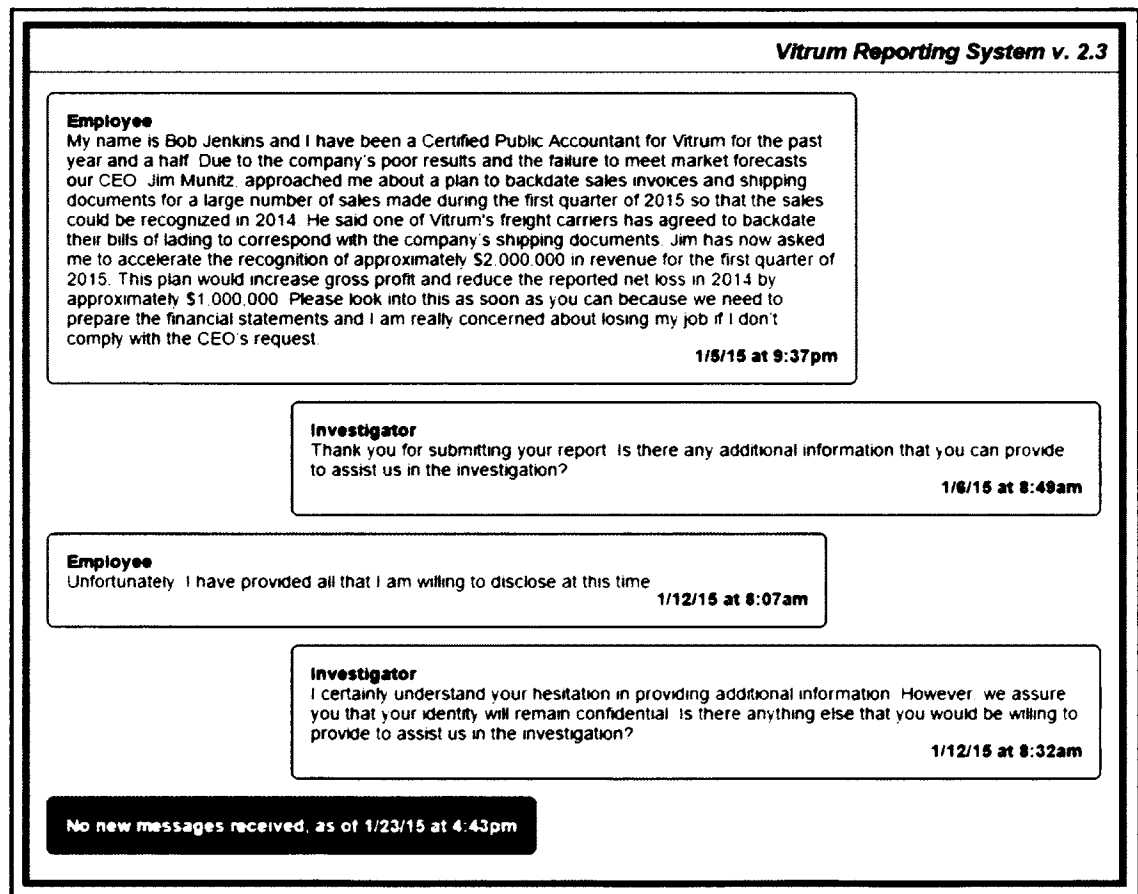 Vitrum Reporting System v. 2.3
Employee
My name is Bob Jenkins and I have been a Certified Public Accountant for Vitrum for the past
year and a half Due to the company's poor results and the failure to meet market forecasts
our CEO Jim Munitz, approached me about a plan to backdate sales invoices and shipping
documents for a large number of sales made during the first quarter of 2015 so that the sales
could be recognized in 2014. He said one of Vitrum's freight carriers has agreed to backdate
their bills of lading to correspond with the company's shipping documents. Jim has now asked
me to accelerate the recognition of approximately $2.000.000 in revenue for the first quarter of
2015. This plan would increase gross profit and reduce the reported net loss in 2014 by
approximately $1,000,000 Please look into this as soon as you can because we need to
prepare the financial statements and I am really concerned about losing my job if I don't
comply with the CEO's request.
1/5/15 at 9:37pm
Investigator
Thank you for submitting your report Is there any additional information that you can provide
to assist us in the investigation?
1/6/15 at 8:49am
Employee
Unfortunately I have provided all that I am willing to disclose at this time
1/12/15 at 8:07am
Investigator
I certainly understand your hesitation in providing additional information However we assure
you that your identity will remain confidential Is there anything else that you would be willing to
provide to assist us in the investigation?
1/12/15 at 8:32am
No new messages received, as of 1/23/15 at 4:43pm